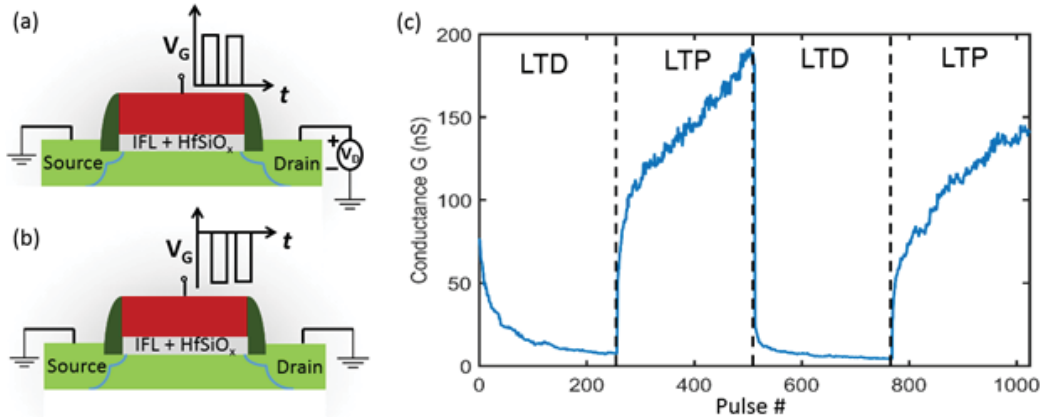 (a)
V_G
t
IFL + HfSiO_x
Source
Drain
+
V_D
−
(b)
V_G
t
IFL + HfSiO_x
Source
Drain
(c)
200
150
100
50
0
Conductance G (nS)
LTD
LTP
LTD
LTP
0
200
400
600
800
1000
Pulse #